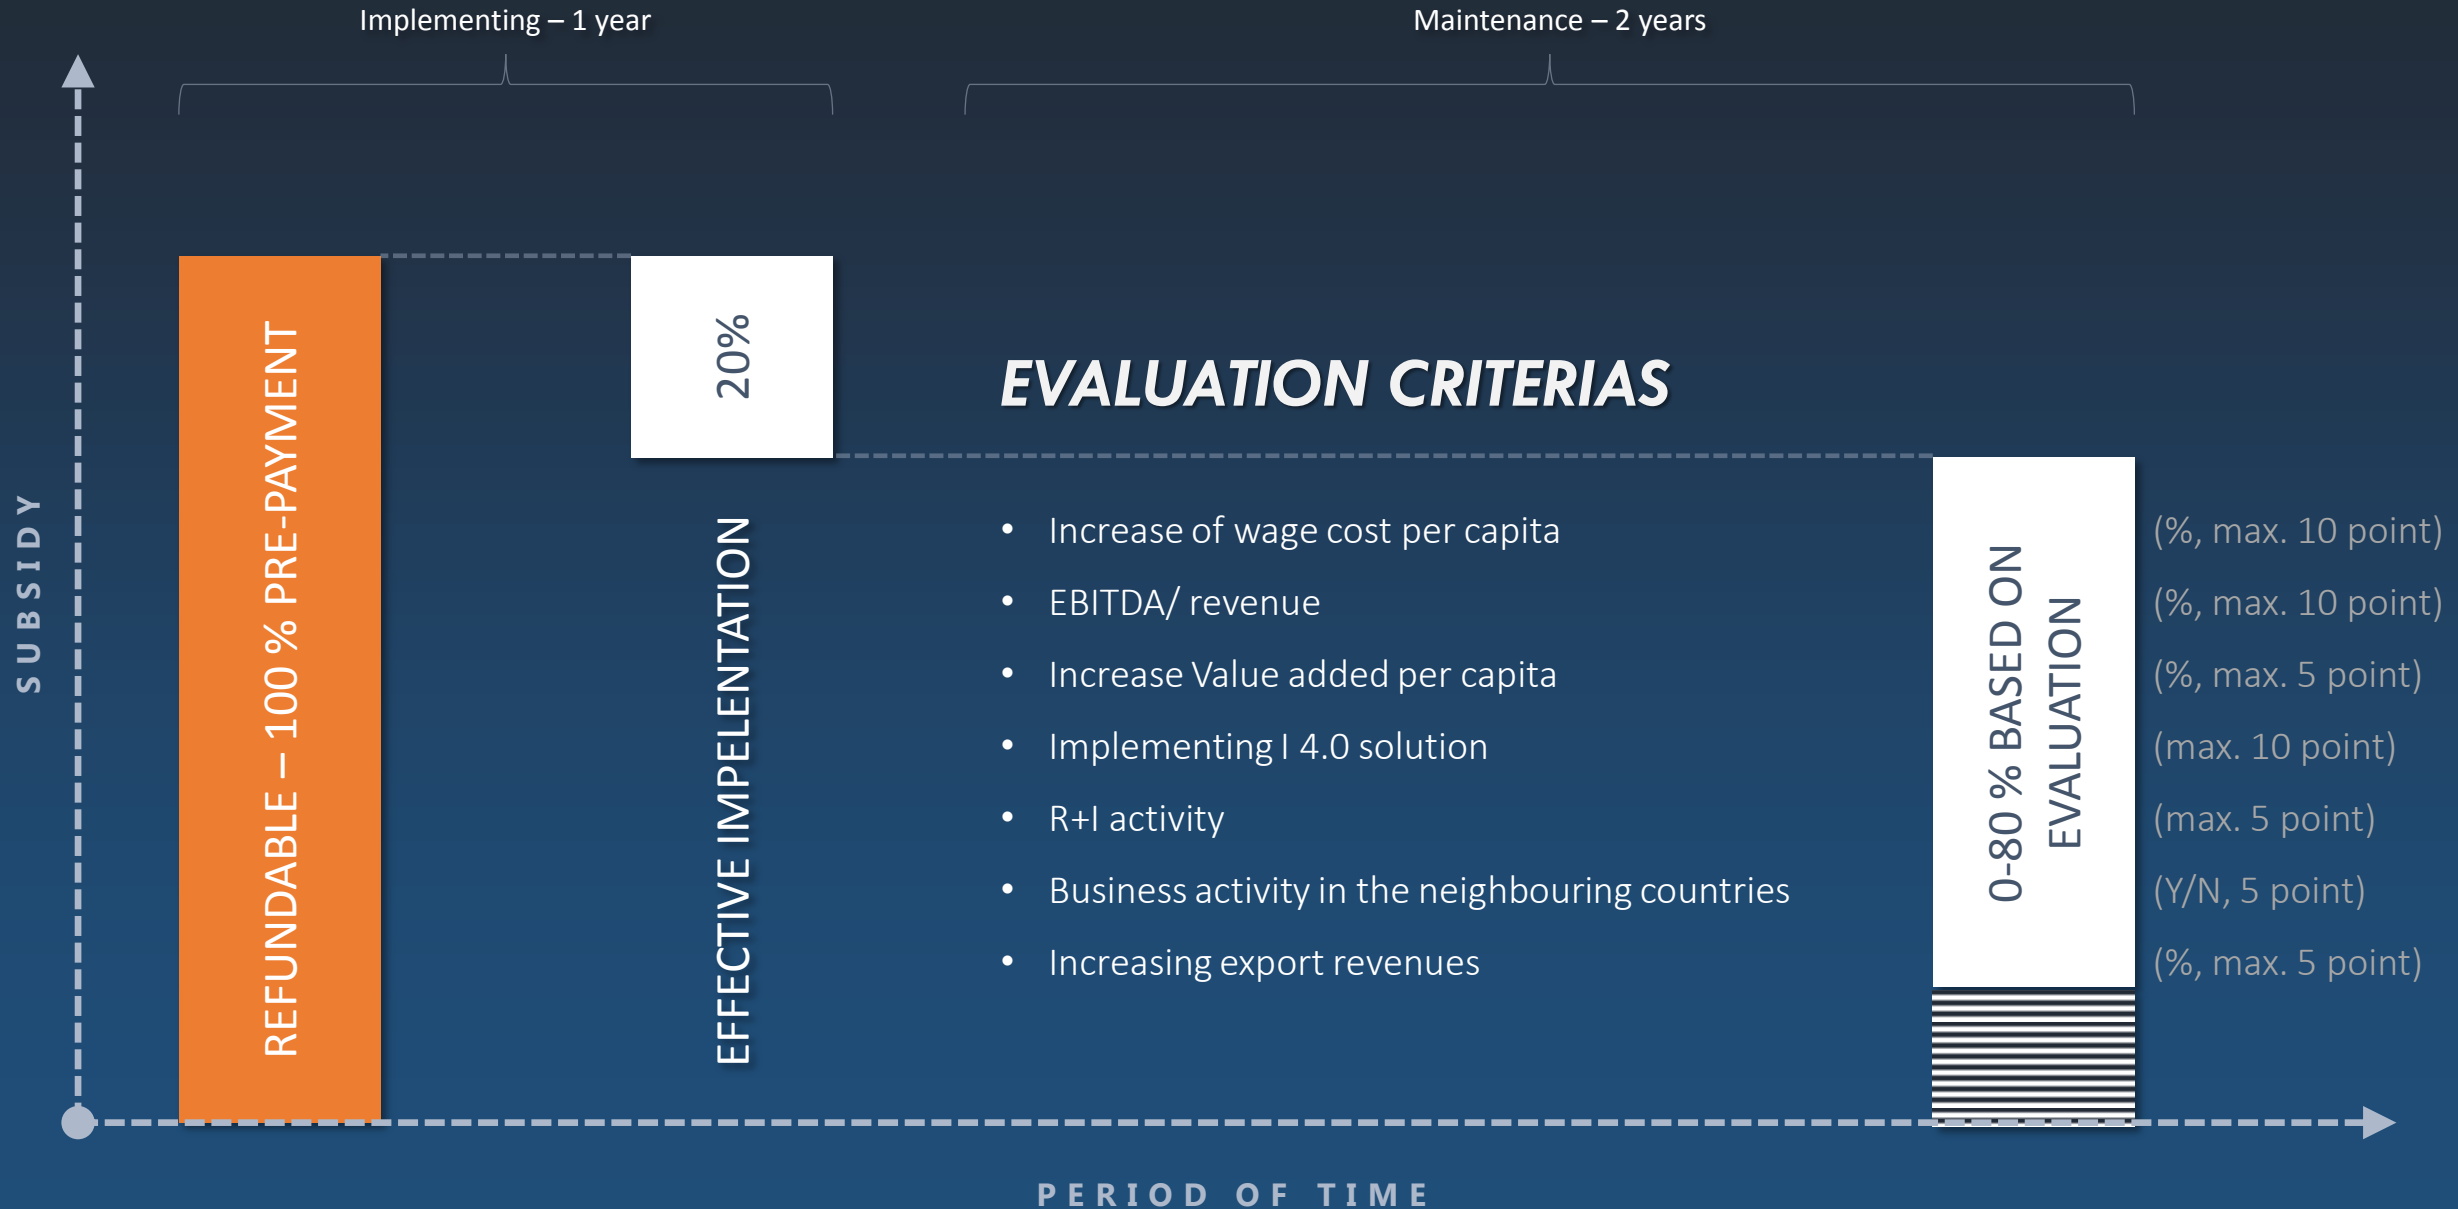 Implementing – 1 year
Maintenance – 2 years
SUBSIDY
REFUNDABLE – 100 % PRE-PAYMENT
20%
EFFECTIVE IMPELENTATION
EVALUATION CRITERIAS
• Increase of wage cost per capita
• EBITDA/ revenue
• Increase Value added per capita
• Implementing I 4.0 solution
• R+I activity
• Business activity in the neighbouring countries
• Increasing export revenues
0-80 % BASED ON
EVALUATION
(%, max. 10 point)
(%, max. 10 point)
(%, max. 5 point)
(max. 10 point)
(max. 5 point)
(Y/N, 5 point)
(%, max. 5 point)
PERIOD OF TIME